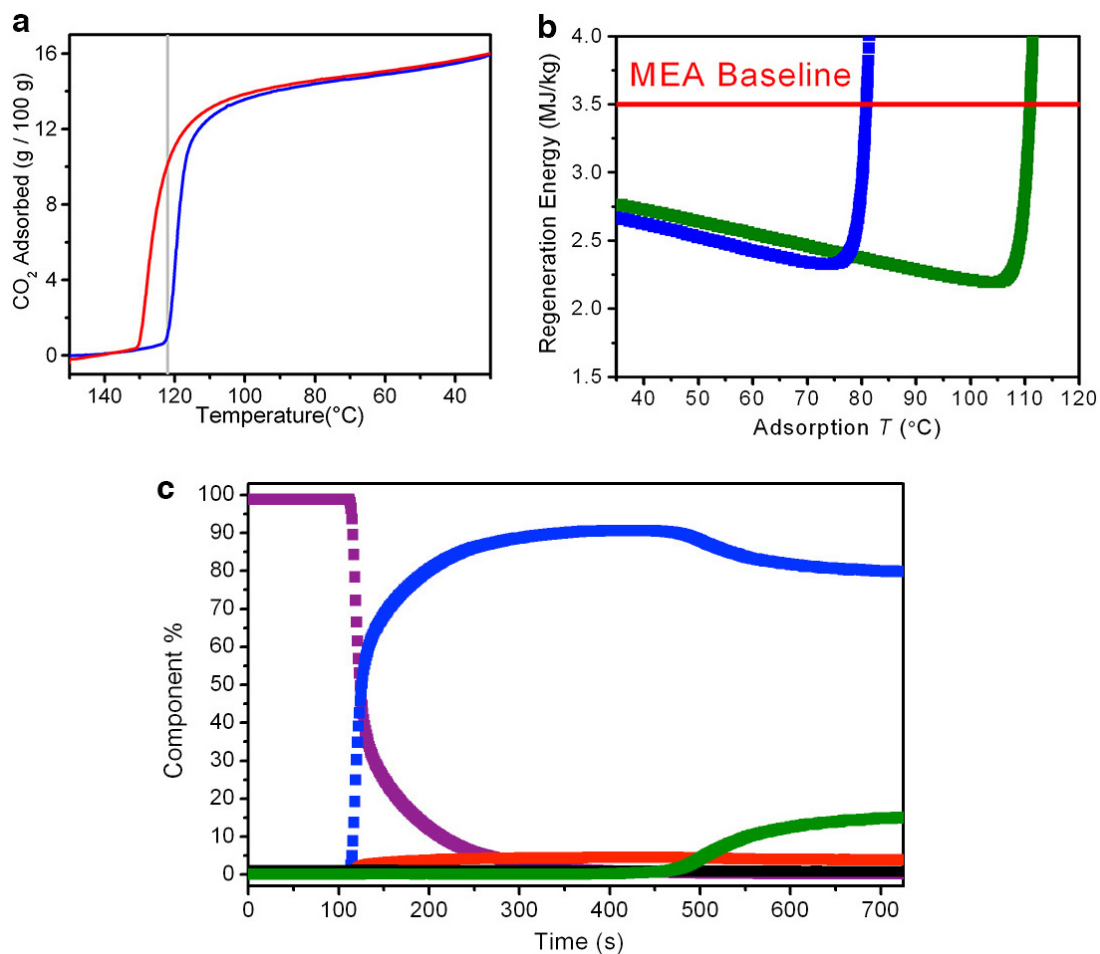 a
CO2 Adsorbed (g / 100 g)
16
12
8
4
0
140 120 100 80 60 40
Temperature(°C)
b
Regeneration Energy (MJ/kg)
4.0
3.5
3.0
2.5
2.0
1.5
MEA Baseline
40 50 60 70 80 90 100 110 120
Adsorption T (°C)
c
Component %
100
90
80
70
60
50
40
30
20
10
0
0 100 200 300 400 500 600 700
Time (s)